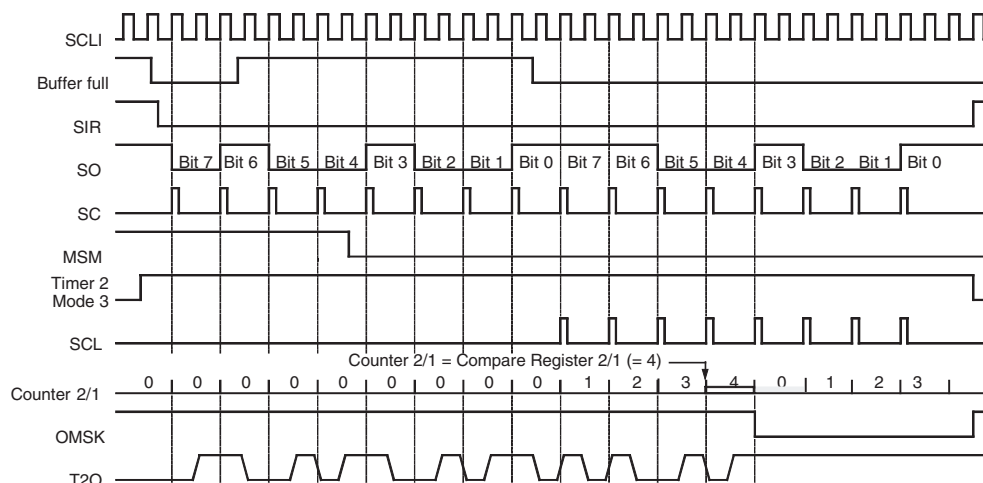 SCLI
Buffer full
SIR
SO
Bit 7 Bit 6 Bit 5 Bit 4 Bit 3 Bit 2 Bit 1 Bit 0 Bit 7 Bit 6 Bit 5 Bit 4 Bit 3 Bit 2 Bit 1 Bit 0
SC
MSM
Timer 2
Mode 3
SCL
Counter 2/1 = Compare Register 2/1 (= 4)
Counter 2/1
0 0 0 0 0 0 0 0 0 1 2 3 4 0 1 2 3
OMSK
T2O